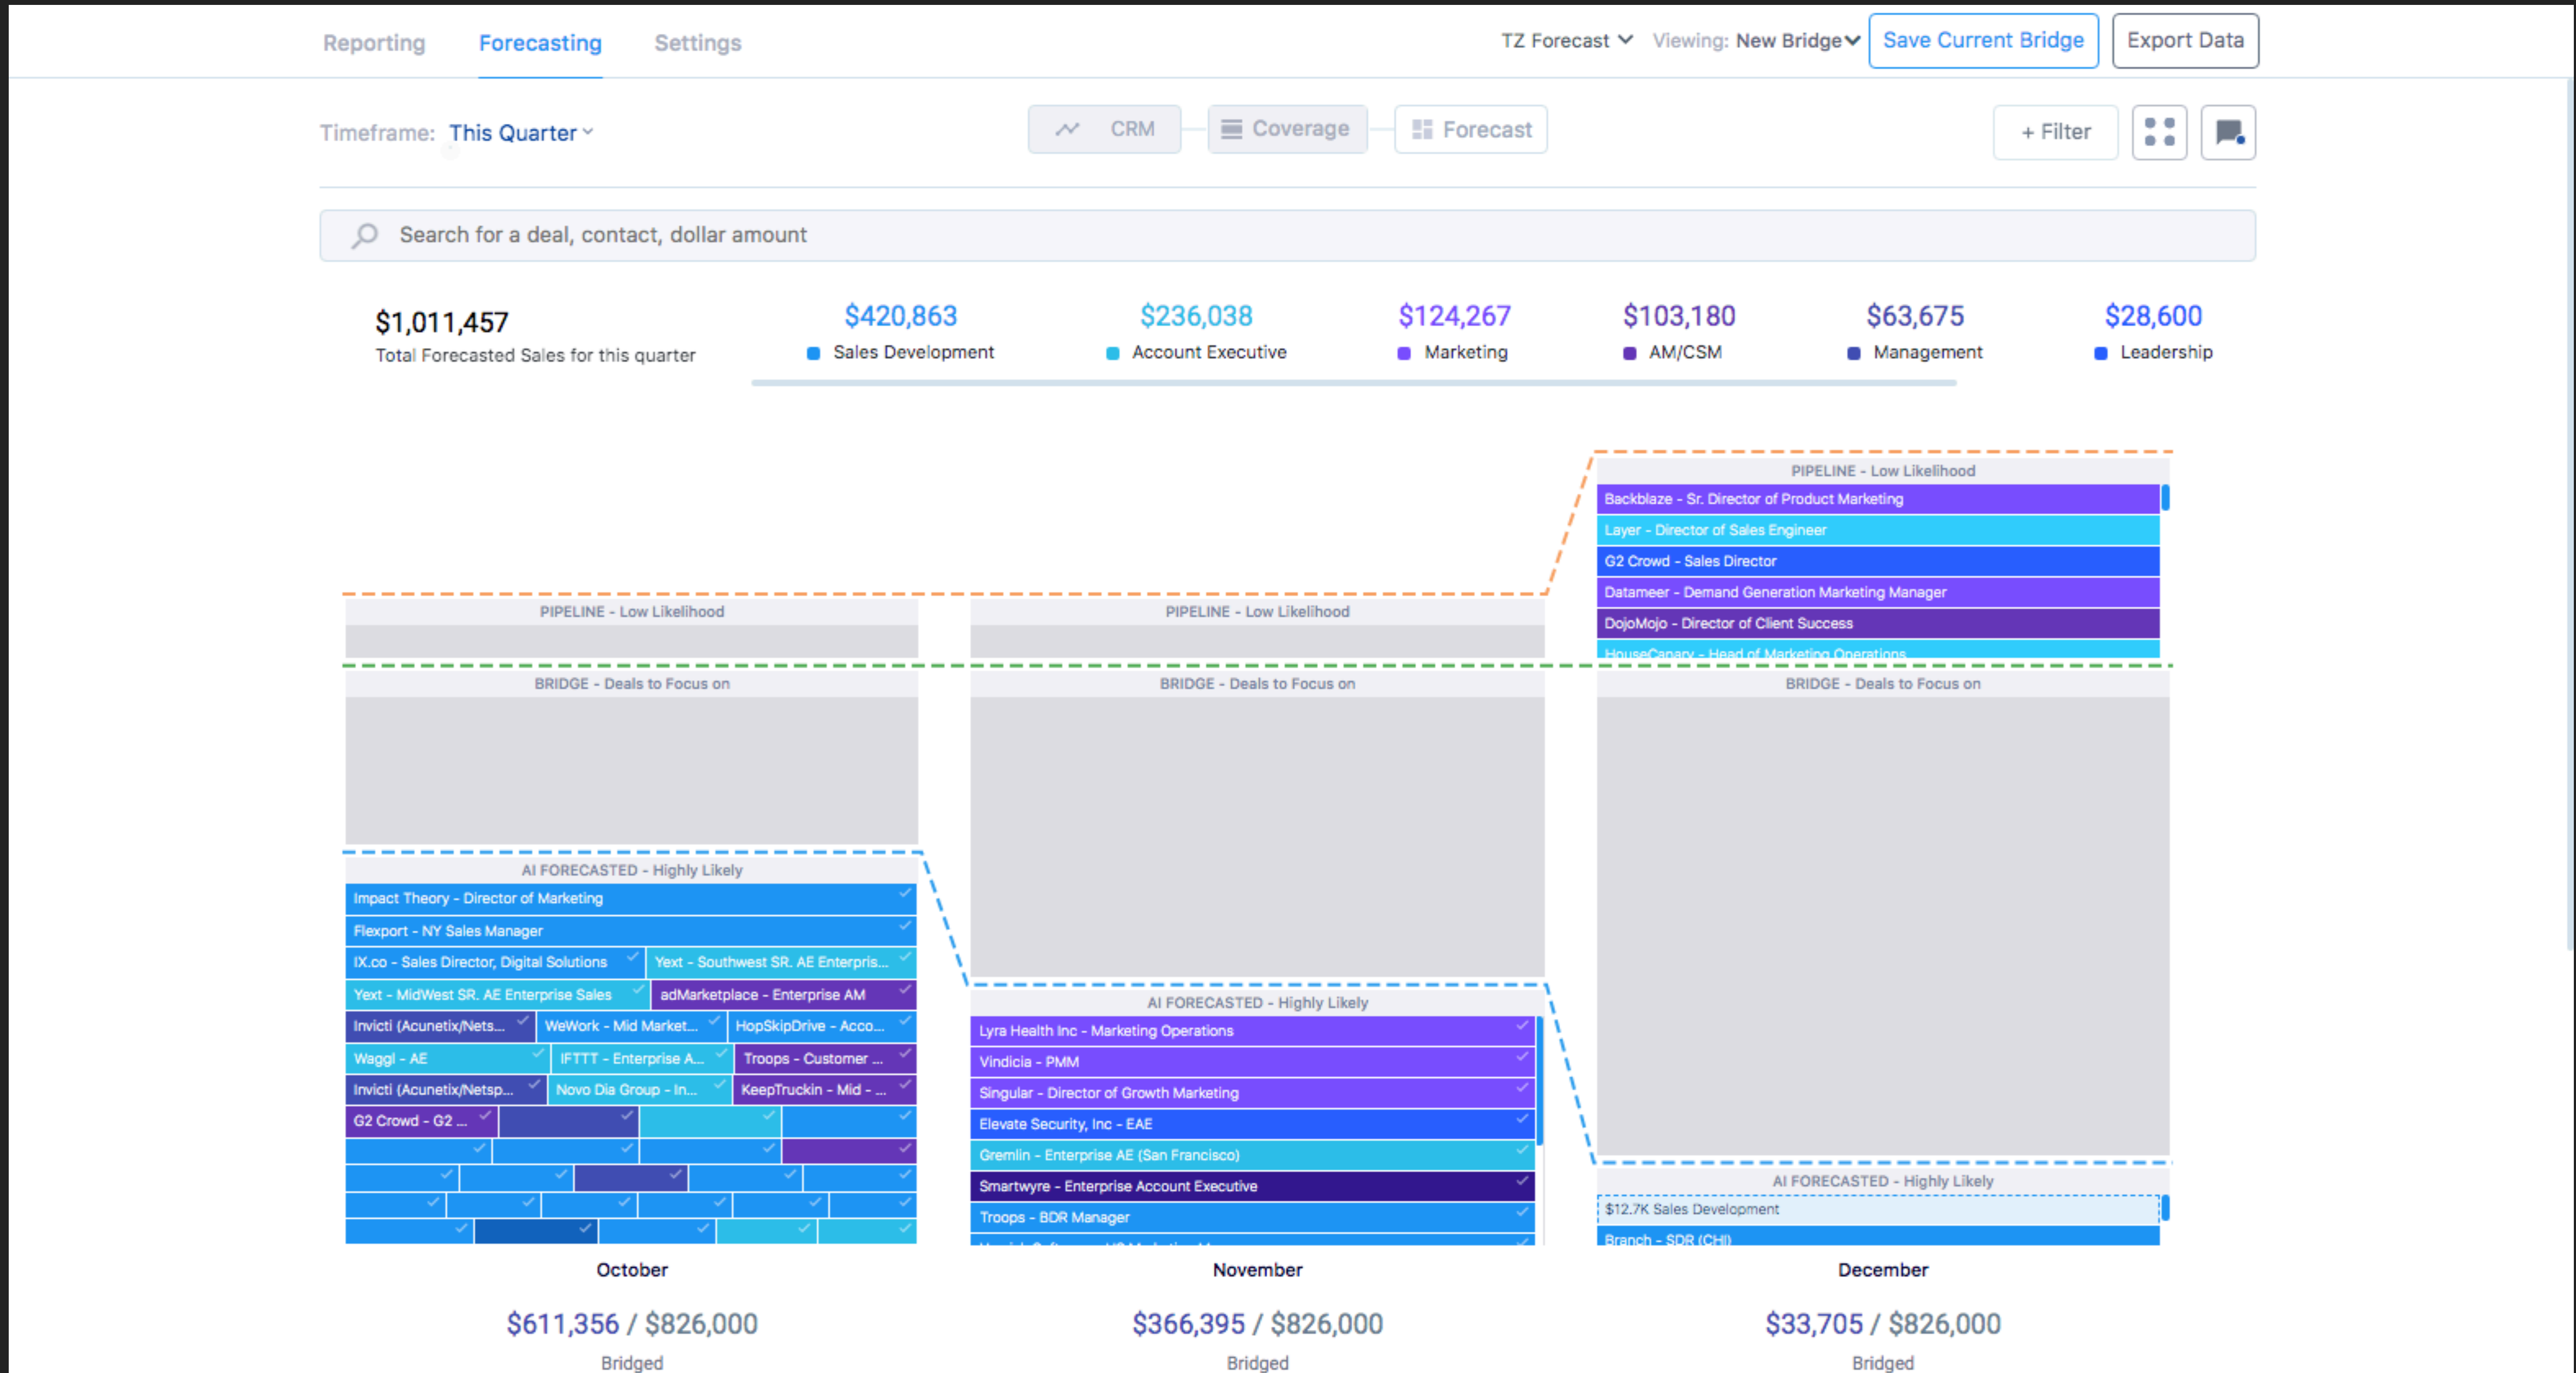 Reporting Forecasting Settings TZ Forecast Viewing: New Bridge Save Current Bridge Export Data
Timeframe: This Quarter CRM Coverage Forecast + Filter
Search for a deal, contact, dollar amount
$1,011,457 $420,863 $236,038 $124,267 $103,180 $63,675 $28,600
Total Forecasted Sales for this quarter Sales Development Account Executive Marketing AM/CSM Management Leadership
PIPELINE - Low Likelihood
Backblaze - Sr. Director of Product Marketing
Layer - Director of Sales Engineer
G2 Crowd - Sales Director
Datameer - Demand Generation Marketing Manager
DojoMojo - Director of Client Success
HouseCanary - Head of Marketing Operations
PIPELINE - Low Likelihood PIPELINE - Low Likelihood
BRIDGE - Deals to Focus on BRIDGE - Deals to Focus on BRIDGE - Deals to Focus on
AI FORECASTED - Highly Likely
Impact Theory - Director of Marketing
Flexport - NY Sales Manager
IX.co - Sales Director, Digital Solutions Yext - Southwest SR. AE Enterpris...
Yext - MidWest SR. AE Enterprise Sales adMarketplace - Enterprise AM
Invicti (Acunetix/Nets... WeWork - Mid Market... HopSkipDrive - Acco...
Waggl - AE IFTTT - Enterprise A... Troops - Customer ...
Invicti (Acunetix/Netsp... Novo Dia Group - In... KeepTruckin - Mid - ...
G2 Crowd - G2 ...
AI FORECASTED - Highly Likely
Lyra Health Inc - Marketing Operations
Vindicia - PMM
Singular - Director of Growth Marketing
Elevate Security, Inc - EAE
Gremlin - Enterprise AE (San Francisco)
Smartwyre - Enterprise Account Executive
Troops - BDR Manager
AI FORECASTED - Highly Likely
$12.7K Sales Development
Branch - SDR (CHI)
October November December
$611,356 / $826,000 $366,395 / $826,000 $33,705 / $826,000
Bridged Bridged Bridged